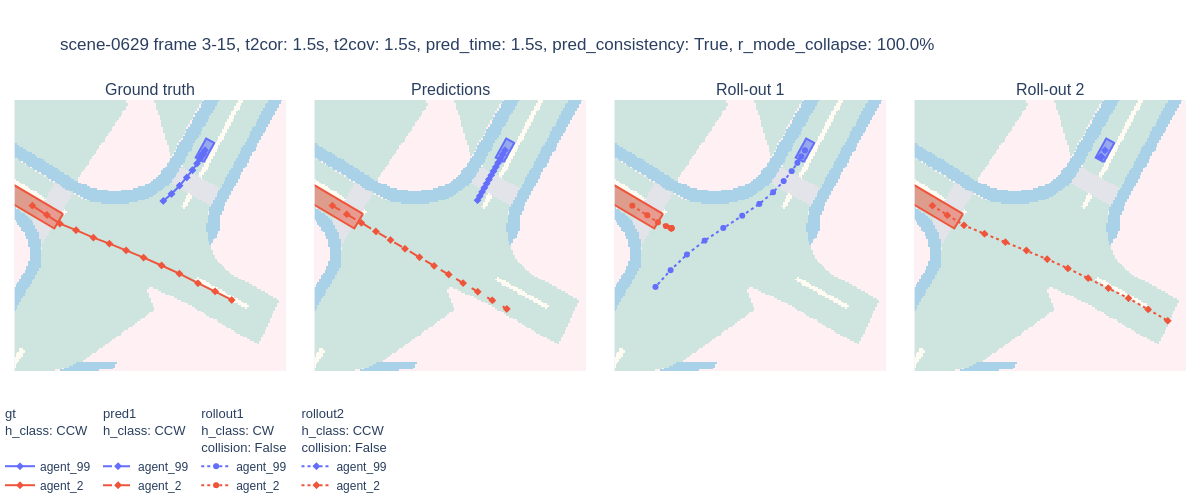 scene-0629 frame 3-15, t2cor: 1.5s, t2cov: 1.5s, pred_time: 1.5s, pred_consistency: True, r_mode_collapse: 100.0%
Ground truth
Predictions
Roll-out 1
Roll-out 2
gt
h_class: CCW
agent_99
agent_2
pred1
h_class: CCW
agent_99
agent_2
rollout1
h_class: CW
collision: False
agent_99
agent_2
rollout2
h_class: CCW
collision: False
agent_99
agent_2